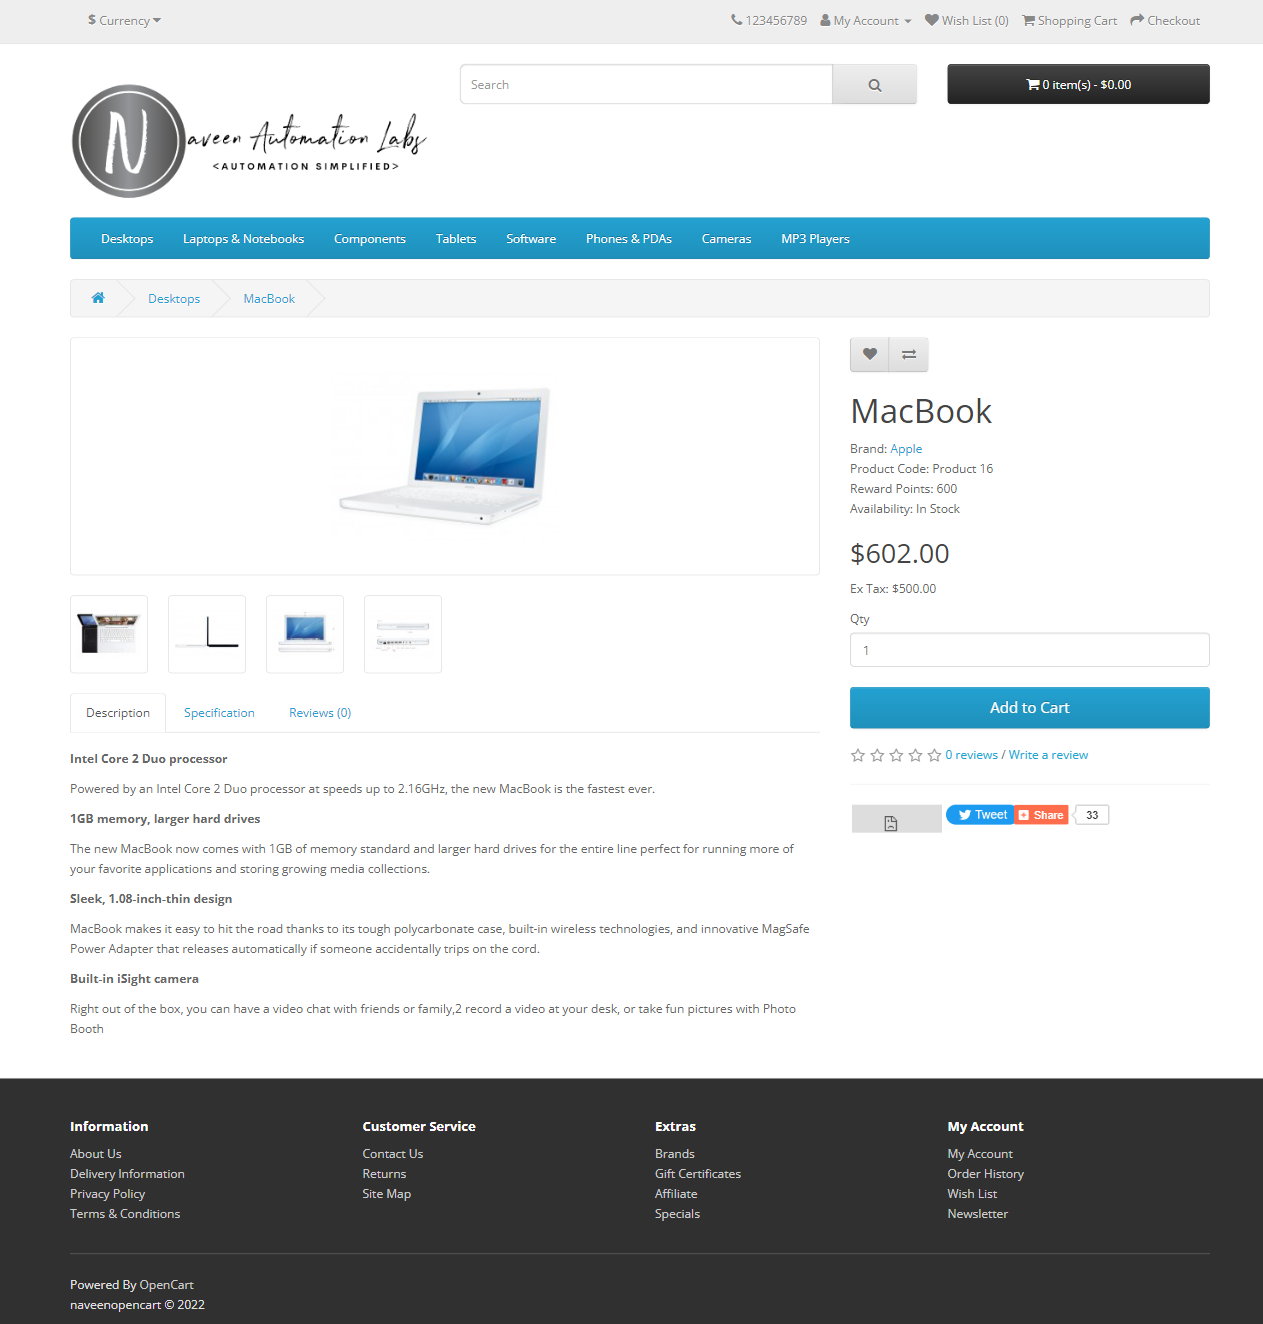 $ Currency
123456789 My Account Wish List (0) Shopping Cart Checkout
Naveen Automation Labs
<AUTOMATION SIMPLIFIED>
Search
0 item(s) - $0.00
Desktops Laptops & Notebooks Components Tablets Software Phones & PDAs Cameras MP3 Players
Desktops MacBook
MacBook
Brand: Apple
Product Code: Product 16
Reward Points: 600
Availability: In Stock
$602.00
Ex Tax: $500.00
Qty
1
Add to Cart
0 reviews / Write a review
Tweet Share 33
Description Specification Reviews (0)
Intel Core 2 Duo processor
Powered by an Intel Core 2 Duo processor at speeds up to 2.16GHz, the new MacBook is the fastest ever.
1GB memory, larger hard drives
The new MacBook now comes with 1GB of memory standard and larger hard drives for the entire line perfect for running more of
your favorite applications and storing growing media collections.
Sleek, 1.08-inch-thin design
MacBook makes it easy to hit the road thanks to its tough polycarbonate case, built-in wireless technologies, and innovative MagSafe
Power Adapter that releases automatically if someone accidentally trips on the cord.
Built-in iSight camera
Right out of the box, you can have a video chat with friends or family,2 record a video at your desk, or take fun pictures with Photo
Booth
Information
About Us
Delivery Information
Privacy Policy
Terms & Conditions
Customer Service
Contact Us
Returns
Site Map
Extras
Brands
Gift Certificates
Affiliate
Specials
My Account
My Account
Order History
Wish List
Newsletter
Powered By OpenCart
naveenopencart © 2022